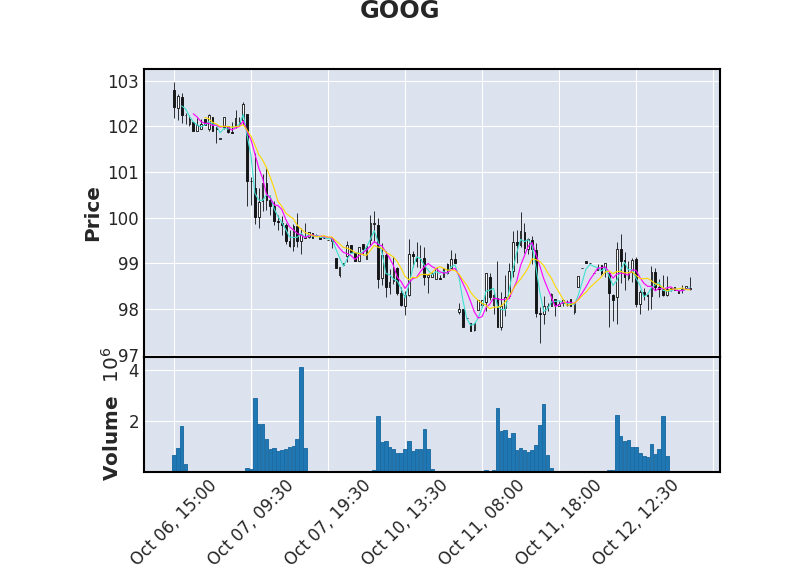 GOOG
103
102
101
100
99
98
97
Price
10^6
4
2
Volume
Oct 06, 15:00
Oct 07, 09:30
Oct 07, 19:30
Oct 10, 13:30
Oct 11, 08:00
Oct 11, 18:00
Oct 12, 12:30